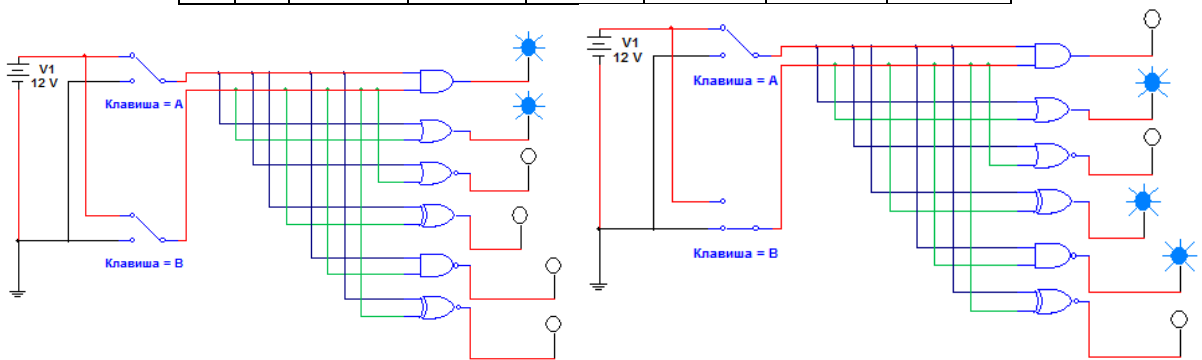 V1
12 V
Клавиша = A
Клавиша = B
V1
12 V
Клавиша = A
Клавиша = B